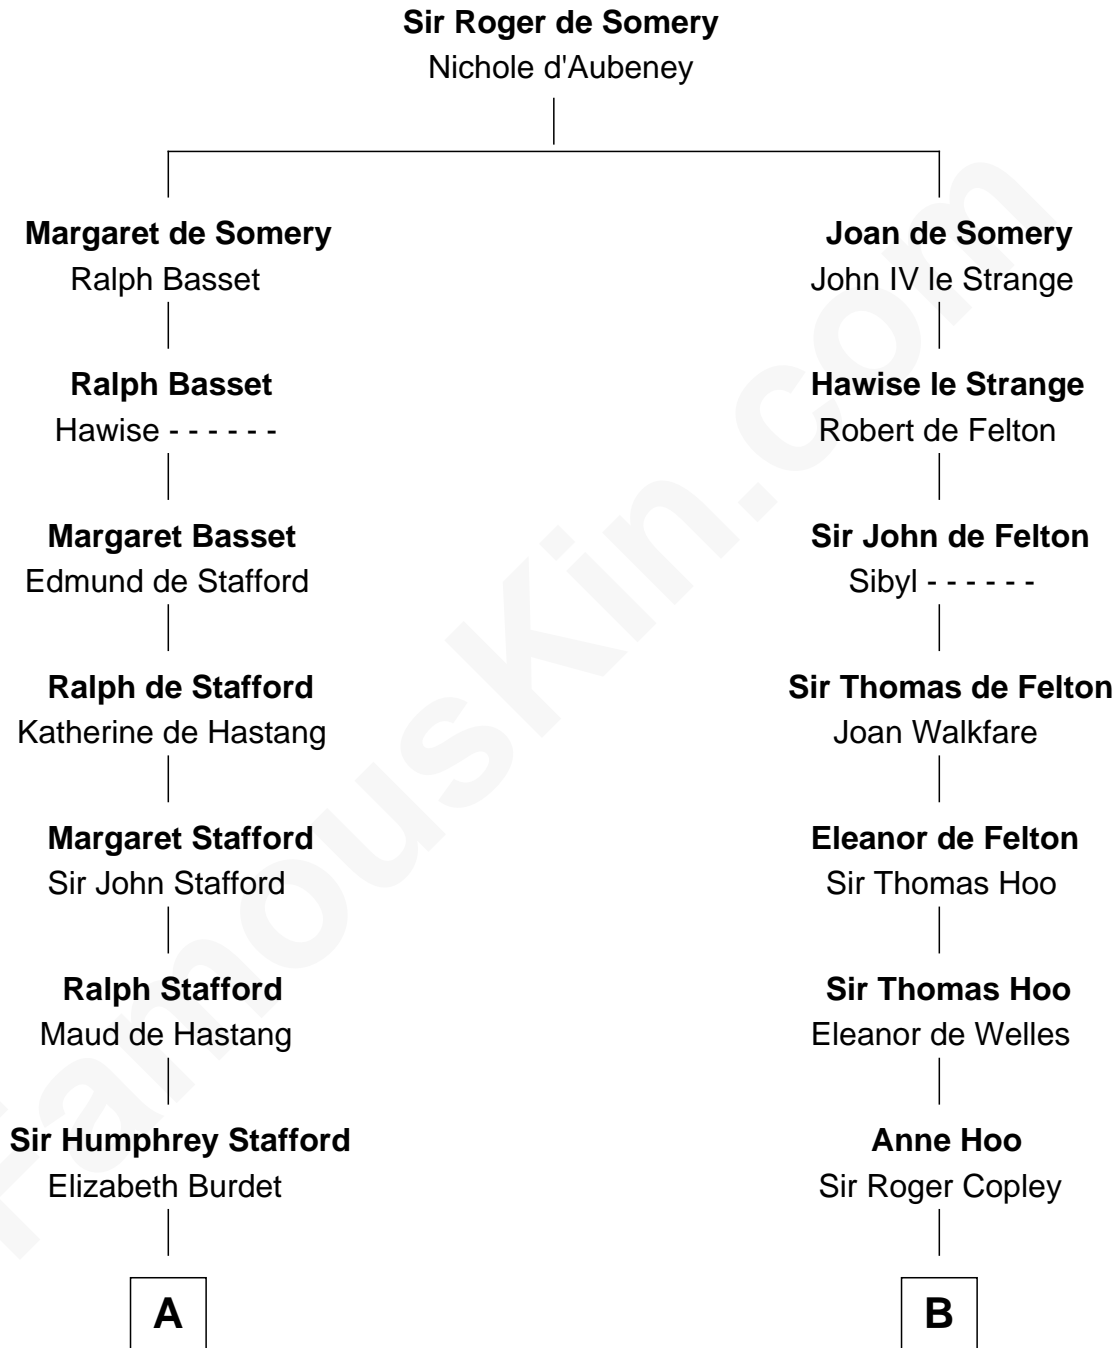 Sir Roger de Somery
Nichole d'Aubeney
Margaret de Somery
Ralph Basset
Ralph Basset
Hawise - - - - - -
Margaret Basset
Edmund de Stafford
Ralph de Stafford
Katherine de Hastang
Margaret Stafford
Sir John Stafford
Ralph Stafford
Maud de Hastang
Sir Humphrey Stafford
Elizabeth Burdet
A
Joan de Somery
John IV le Strange
Hawise le Strange
Robert de Felton
Sir John de Felton
Sibyl - - - - - -
Sir Thomas de Felton
Joan Walkfare
Eleanor de Felton
Sir Thomas Hoo
Sir Thomas Hoo
Eleanor de Welles
Anne Hoo
Sir Roger Copley
B
FamousKin.com